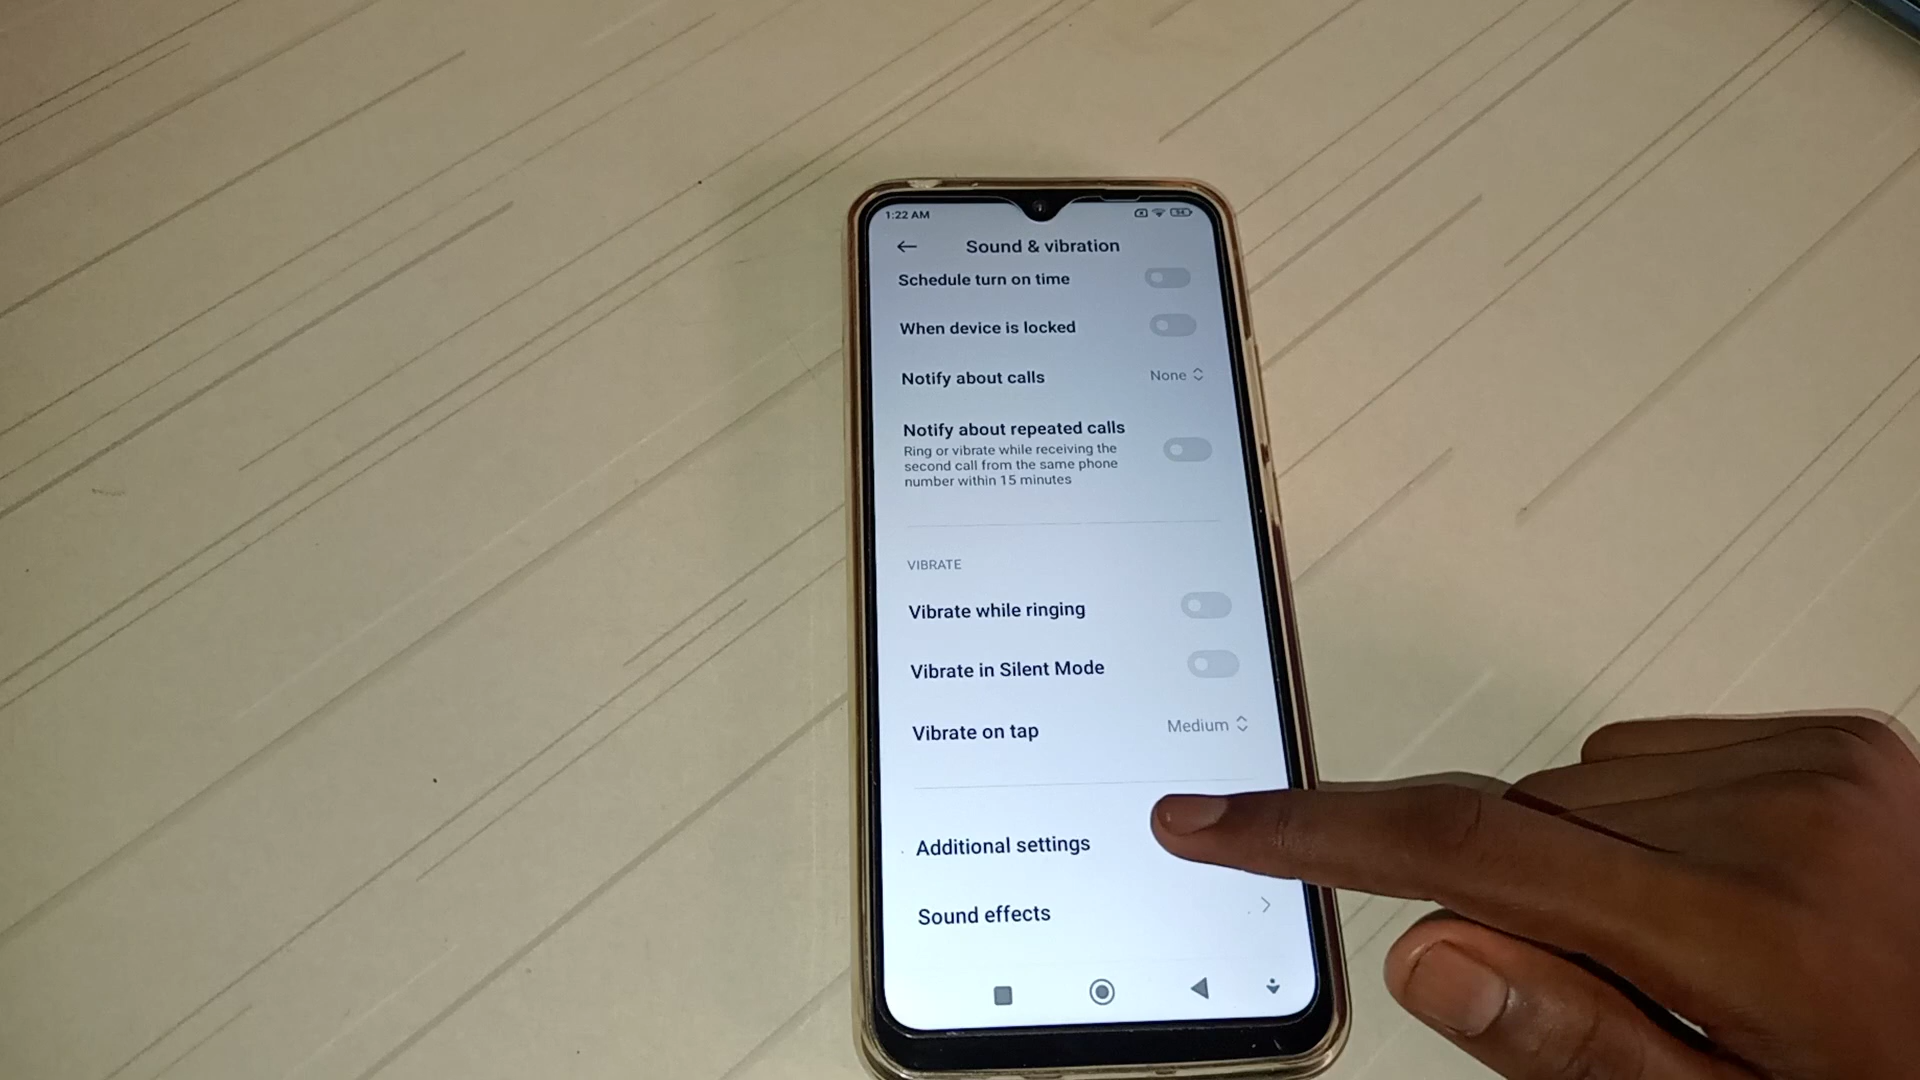 1:22 AM
Sound & vibration
Schedule turn on time
When device is locked
Notify about calls None
Notify about repeated calls
Ring or vibrate while receiving the
second call from the same phone
number within 15 minutes
VIBRATE
Vibrate while ringing
Vibrate in Silent Mode
Vibrate on tap Medium
Additional settings
Sound effects